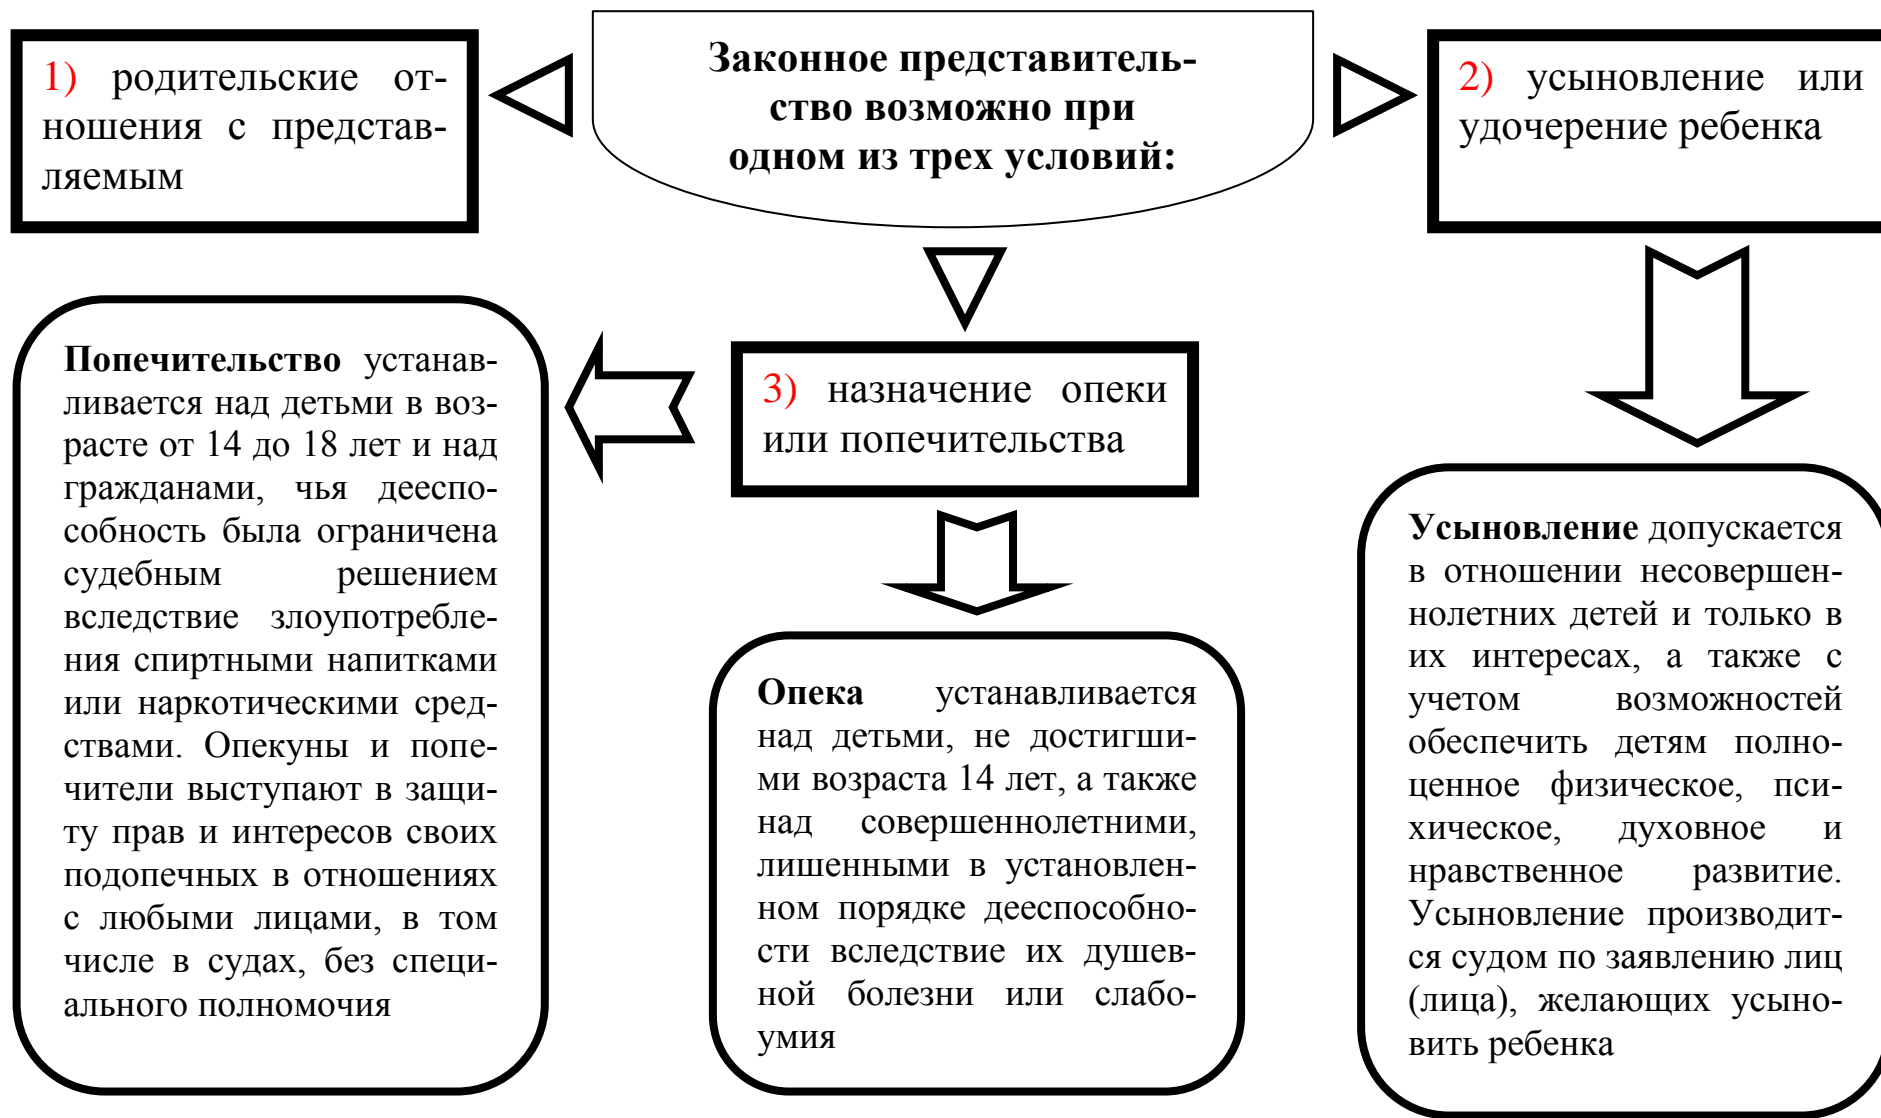 Законное представитель-
ство возможно при
одном из трех условий:
1) родительские от-
ношения с представ-
ляемым
2) усыновление или
удочерение ребенка
3) назначение опеки
или попечительства
Попечительство устанав-
ливается над детьми в воз-
расте от 14 до 18 лет и над
гражданами, чья дееспо-
собность была ограничена
судебным решением
вследствие злоупотребле-
ния спиртными напитками
или наркотическими сред-
ствами. Опекуны и попе-
чители выступают в защи-
ту прав и интересов своих
подопечных в отношениях
с любыми лицами, в том
числе в судах, без специ-
ального полномочия
Опека устанавливается
над детьми, не достигши-
ми возраста 14 лет, а также
над совершеннолетними,
лишенными в установлен-
ном порядке дееспособно-
сти вследствие их душев-
ной болезни или слабо-
умия
Усыновление допускается
в отношении несовершен-
нолетних детей и только в
их интересах, а также с
учетом возможностей
обеспечить детям полно-
ценное физическое, пси-
хическое, духовное и
нравственное развитие.
Усыновление производит-
ся судом по заявлению лиц
(лица), желающих усыно-
вить ребенка